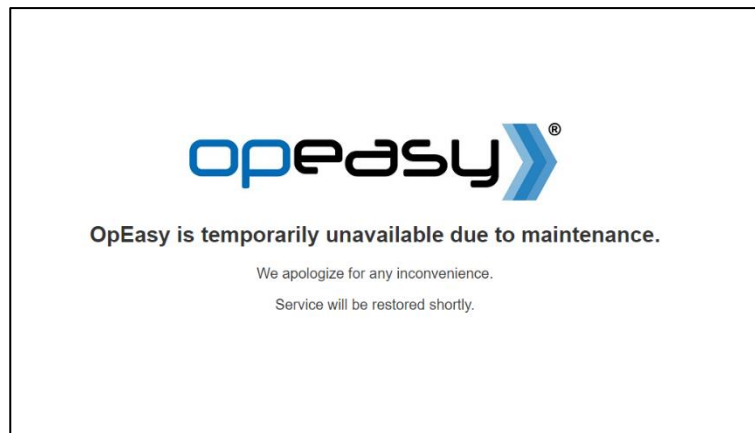 opeasy®
OpEasy is temporarily unavailable due to maintenance.
We apologize for any inconvenience.
Service will be restored shortly.